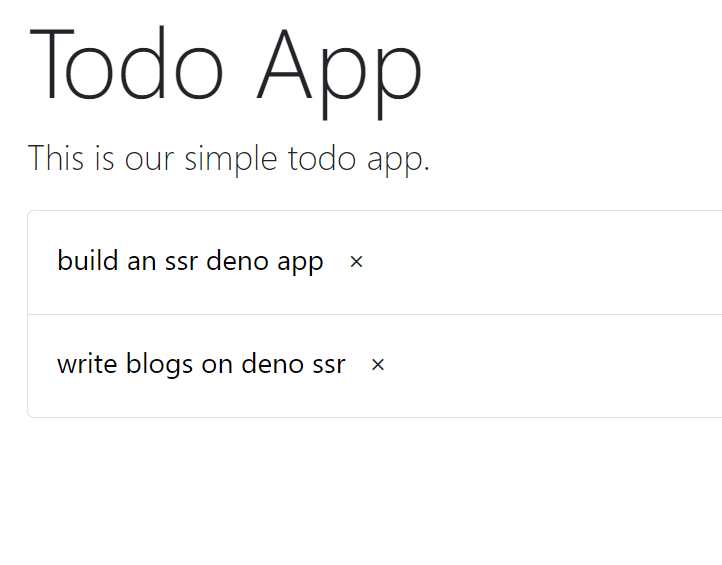 Todo App
This is our simple todo app.
build an ssr deno app ×
write blogs on deno ssr ×